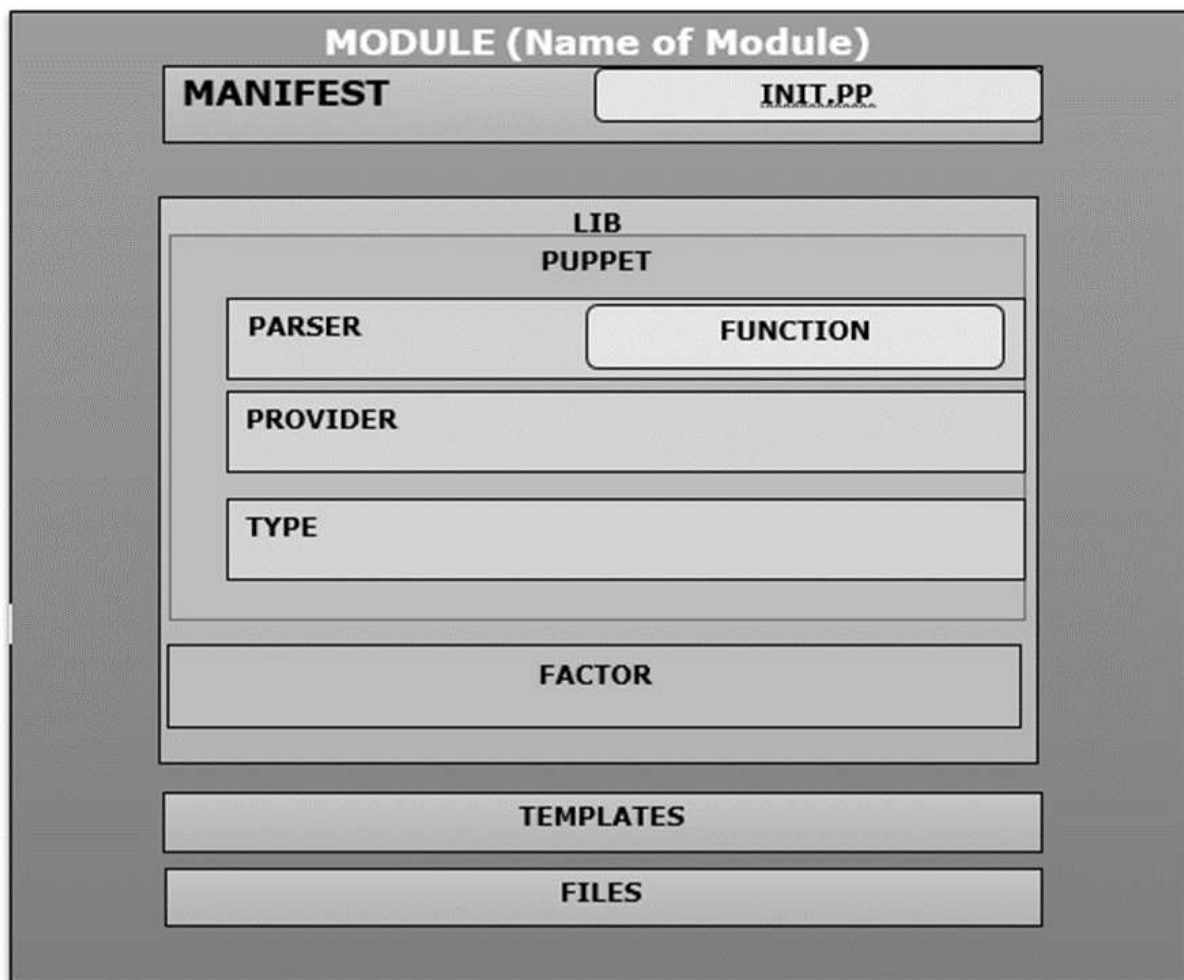 MODULE (Name of Module)
MANIFEST
INIT.PP
LIB
PUPPET
PARSER
FUNCTION
PROVIDER
TYPE
FACTOR
TEMPLATES
FILES